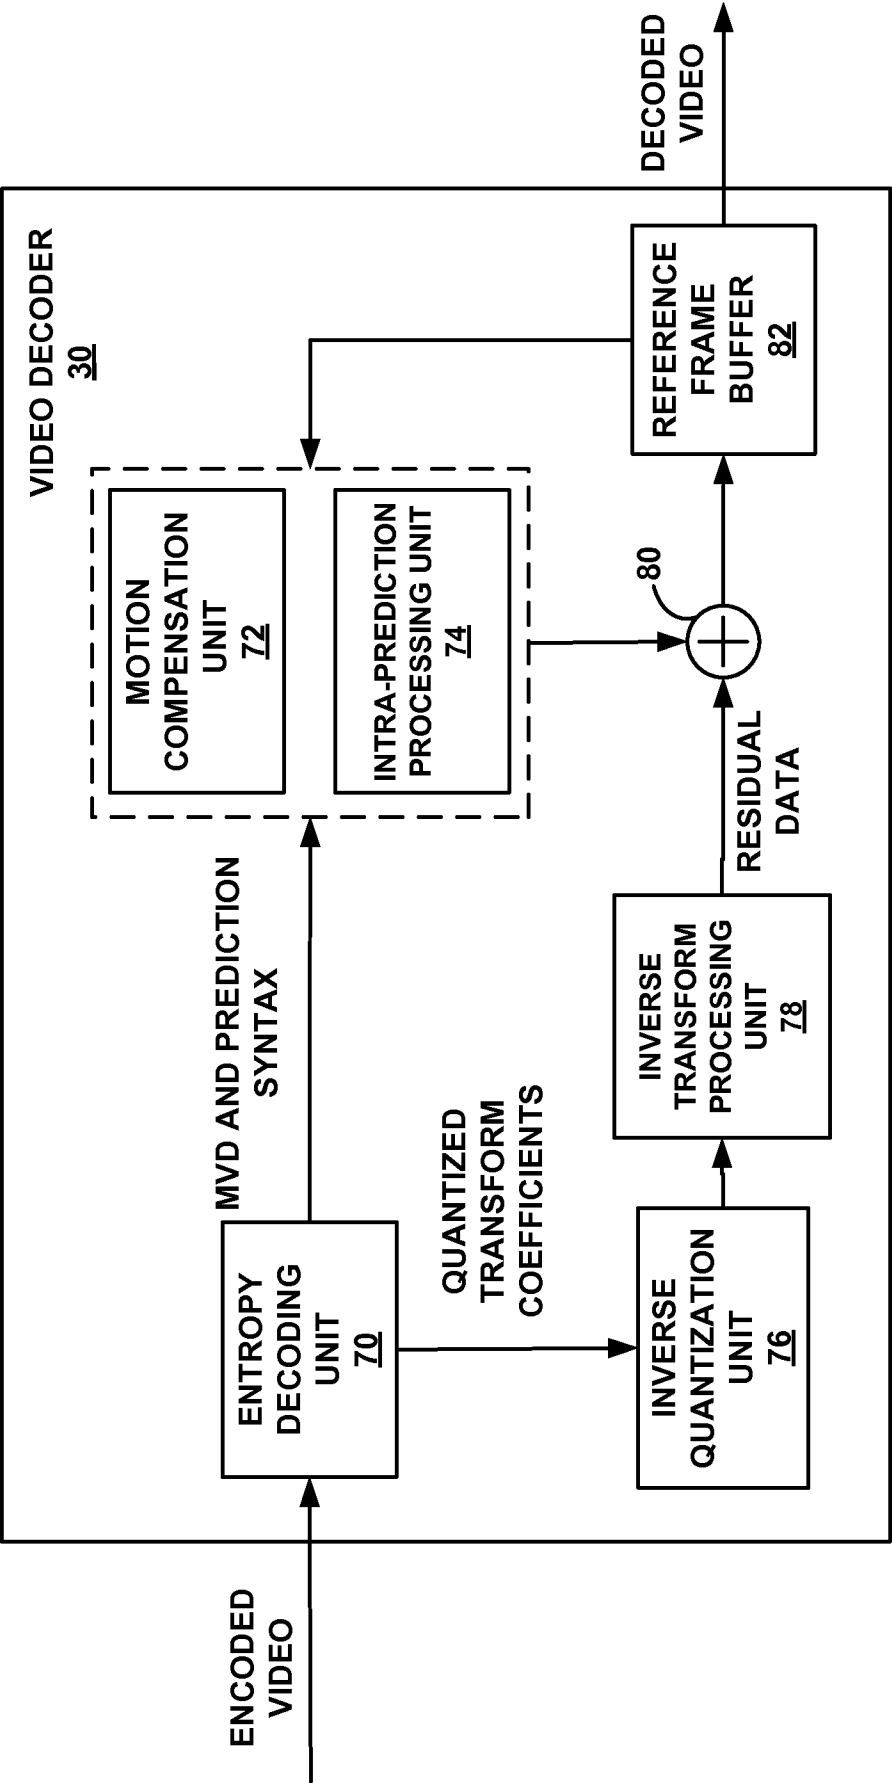 VIDEO DECODER
30
ENCODED
VIDEO
ENTROPY
DECODING
UNIT
70
MVD AND PREDICTION
SYNTAX
MOTION
COMPENSATION
UNIT
72
INTRA-PREDICTION
PROCESSING UNIT
74
QUANTIZED
TRANSFORM
COEFFICIENTS
INVERSE
QUANTIZATION
UNIT
76
INVERSE
TRANSFORM
PROCESSING
UNIT
78
RESIDUAL
DATA
80
REFERENCE
FRAME
BUFFER
82
DECODED
VIDEO